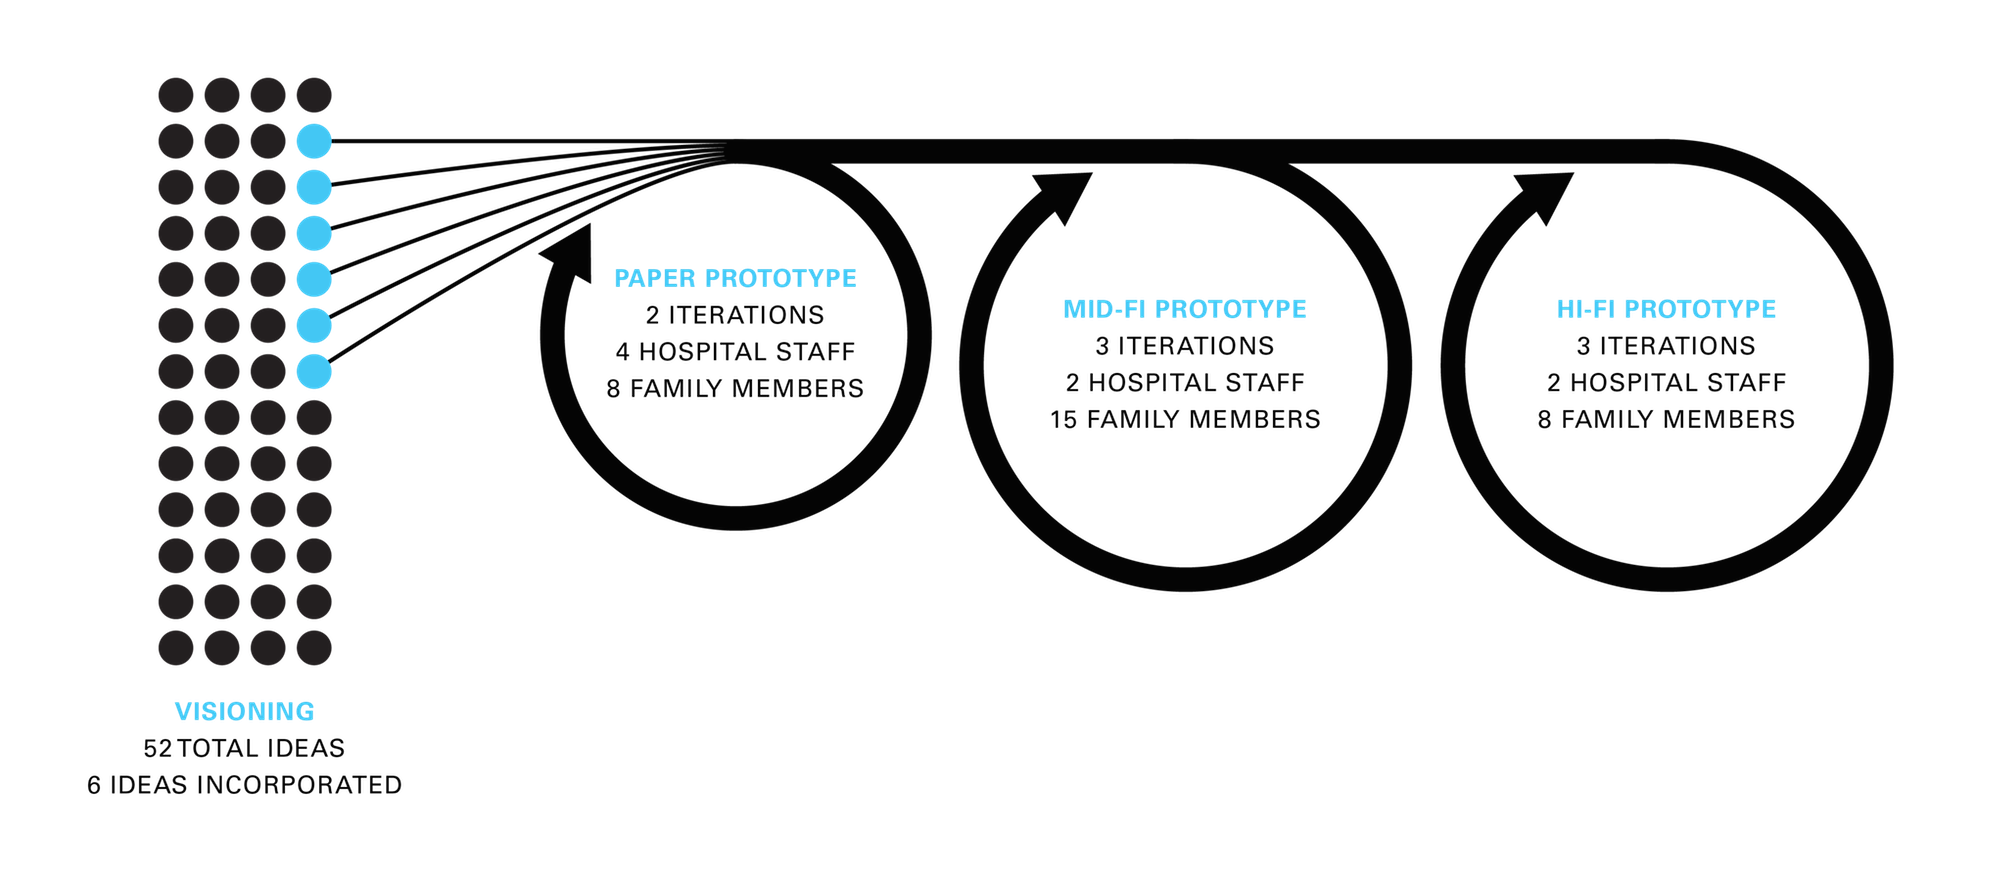 PAPER PROTOTYPE
2 ITERATIONS
4 HOSPITAL STAFF
8 FAMILY MEMBERS
MID-FI PROTOTYPE
3 ITERATIONS
2 HOSPITAL STAFF
15 FAMILY MEMBERS
HI-FI PROTOTYPE
3 ITERATIONS
2 HOSPITAL STAFF
8 FAMILY MEMBERS
VISIONING
52 TOTAL IDEAS
6 IDEAS INCORPORATED